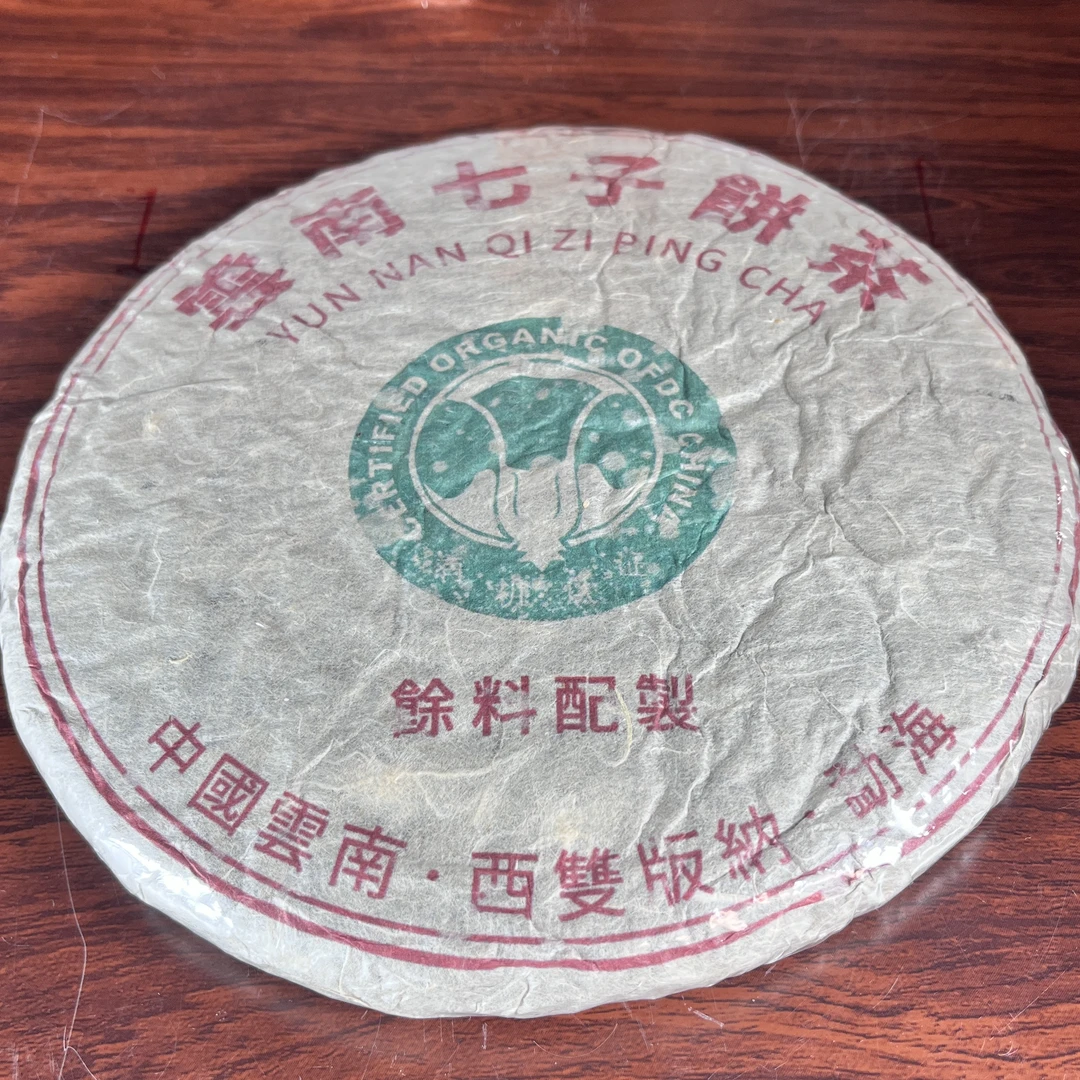 雲南七子餅茶
YUN NAN QI ZI PING CHA
CERTIFIED ORGANIC OFDC CHINA
餘料配製
中國雲南·西雙版納·勐海